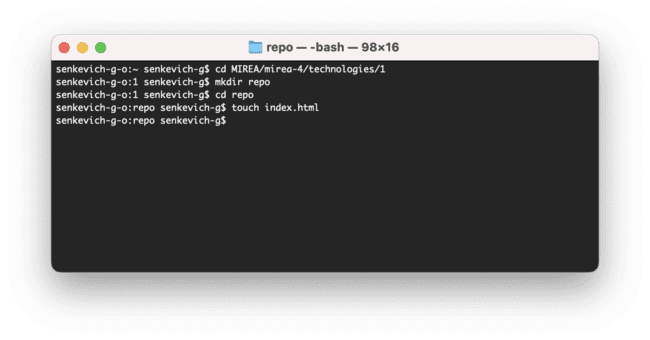 repo — -bash — 98×16
senkevich-g-o:~ senkevich-g$ cd MIREA/mirea-4/technologies/1
senkevich-g-o:1 senkevich-g$ mkdir repo
senkevich-g-o:1 senkevich-g$ cd repo
senkevich-g-o:repo senkevich-g$ touch index.html
senkevich-g-o:repo senkevich-g$